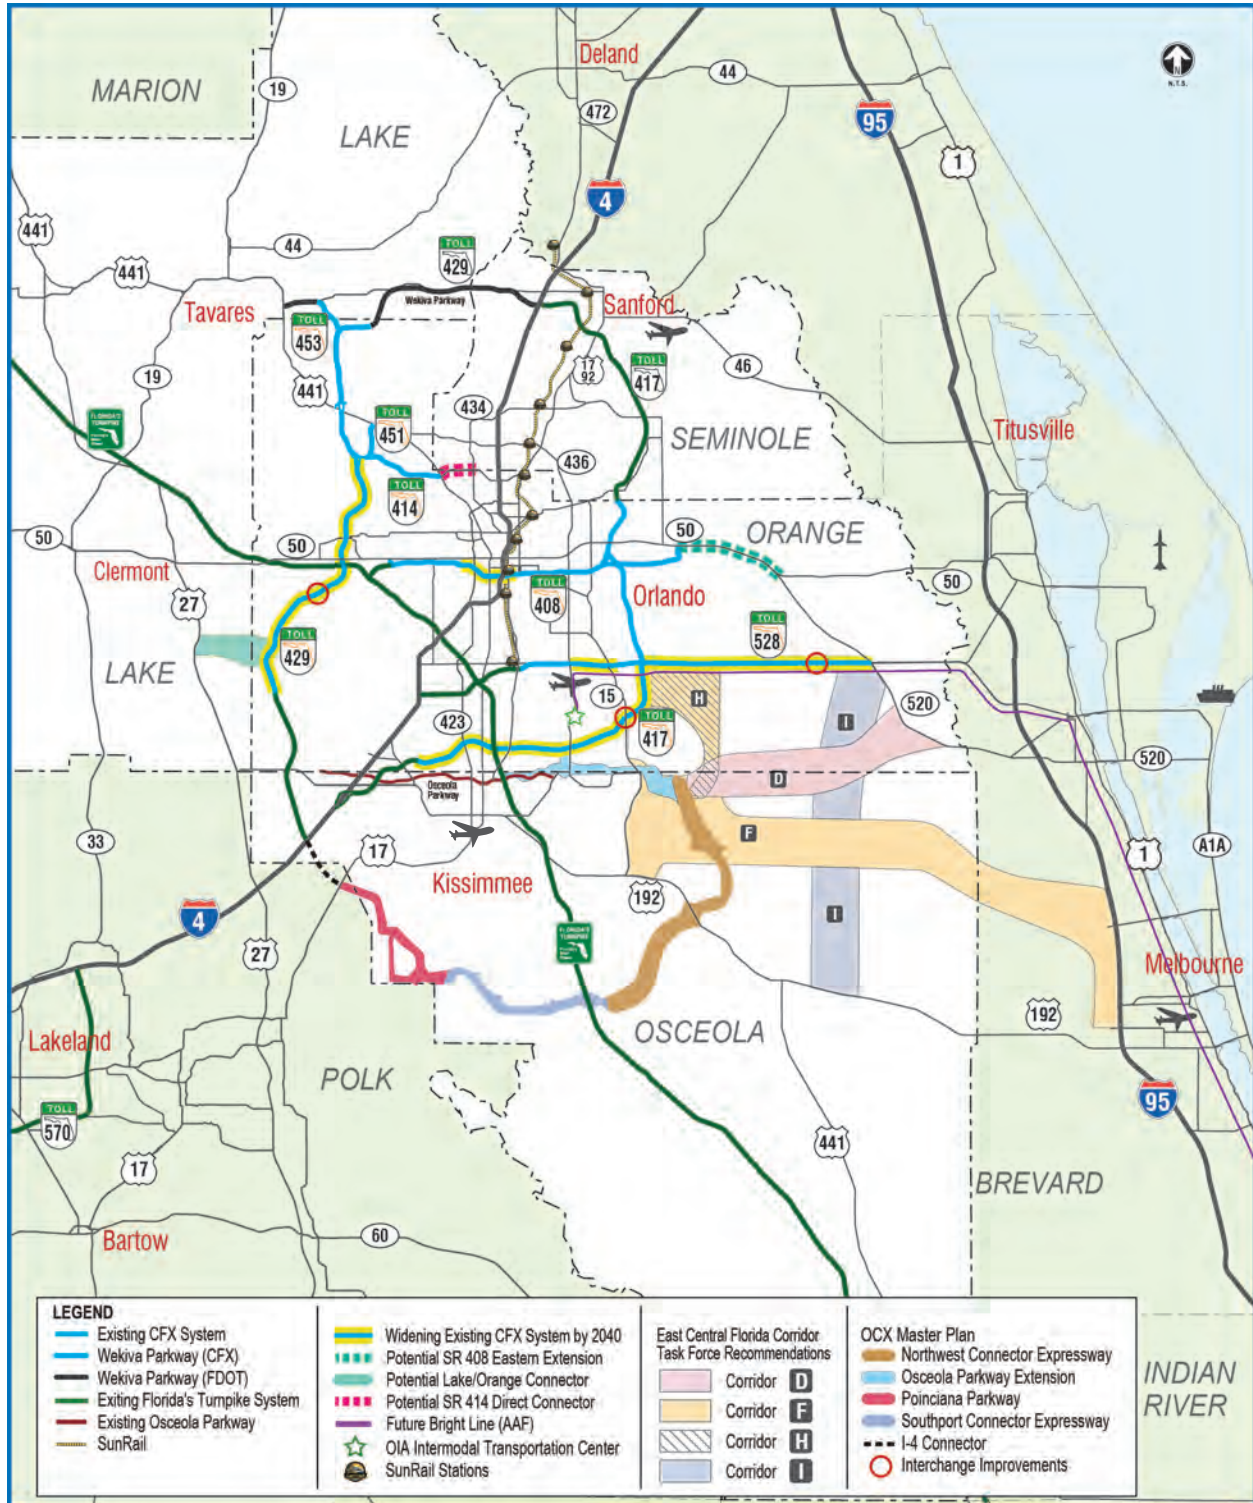 N
N.T.S.
Deland
44
MARION
19
472
95
LAKE
1
4
441
44
TOLL
429
441
Wekiva Parkway
Tavares
Sanford
TOLL
453
17
92
TOLL
417
46
19
441
434
FLORIDA'S
TURNPIKE
TOLL
451
SEMINOLE
Titusville
436
TOLL
414
50
50
50
ORANGE
Clermont
50
27
TOLL
408
Orlando
TOLL
528
TOLL
429
LAKE
15
H
520
423
TOLL
417
I
520
D
Osceola
Parkway
33
17
F
1
A1A
Kissimmee
192
4
I
27
FLORIDA'S
TURNPIKE
Melbourne
192
Lakeland
OSCEOLA
POLK
95
TOLL
570
441
17
BREVARD
Bartow
60
LEGEND
Existing CFX System
Wekiva Parkway (CFX)
Wekiva Parkway (FDOT)
Exiting Florida's Turnpike System
Existing Osceola Parkway
SunRail
Widening Existing CFX System by 2040
Potential SR 408 Eastern Extension
Potential Lake/Orange Connector
Potential SR 414 Direct Connector
Future Bright Line (AAF)
OIA Intermodal Transportation Center
SunRail Stations
East Central Florida Corridor
Task Force Recommendations
Corridor D
Corridor F
Corridor H
Corridor I
OCX Master Plan
Northwest Connector Expressway
Osceola Parkway Extension
Poinciana Parkway
Southport Connector Expressway
I-4 Connector
Interchange Improvements
INDIAN
RIVER